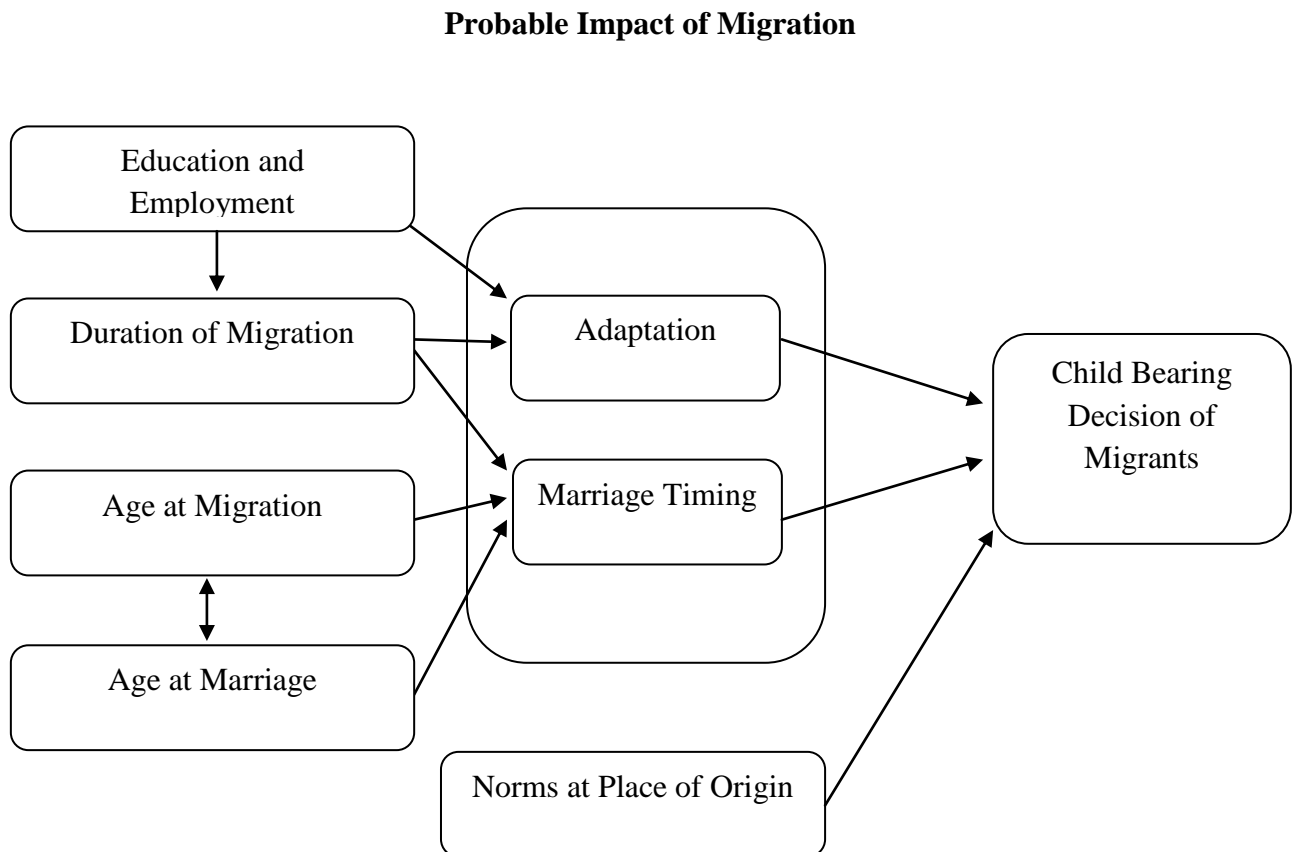 Probable Impact of Migration
Education and
Employment
Duration of Migration
Age at Migration
Age at Marriage
Adaptation
Marriage Timing
Norms at Place of Origin
Child Bearing
Decision of
Migrants